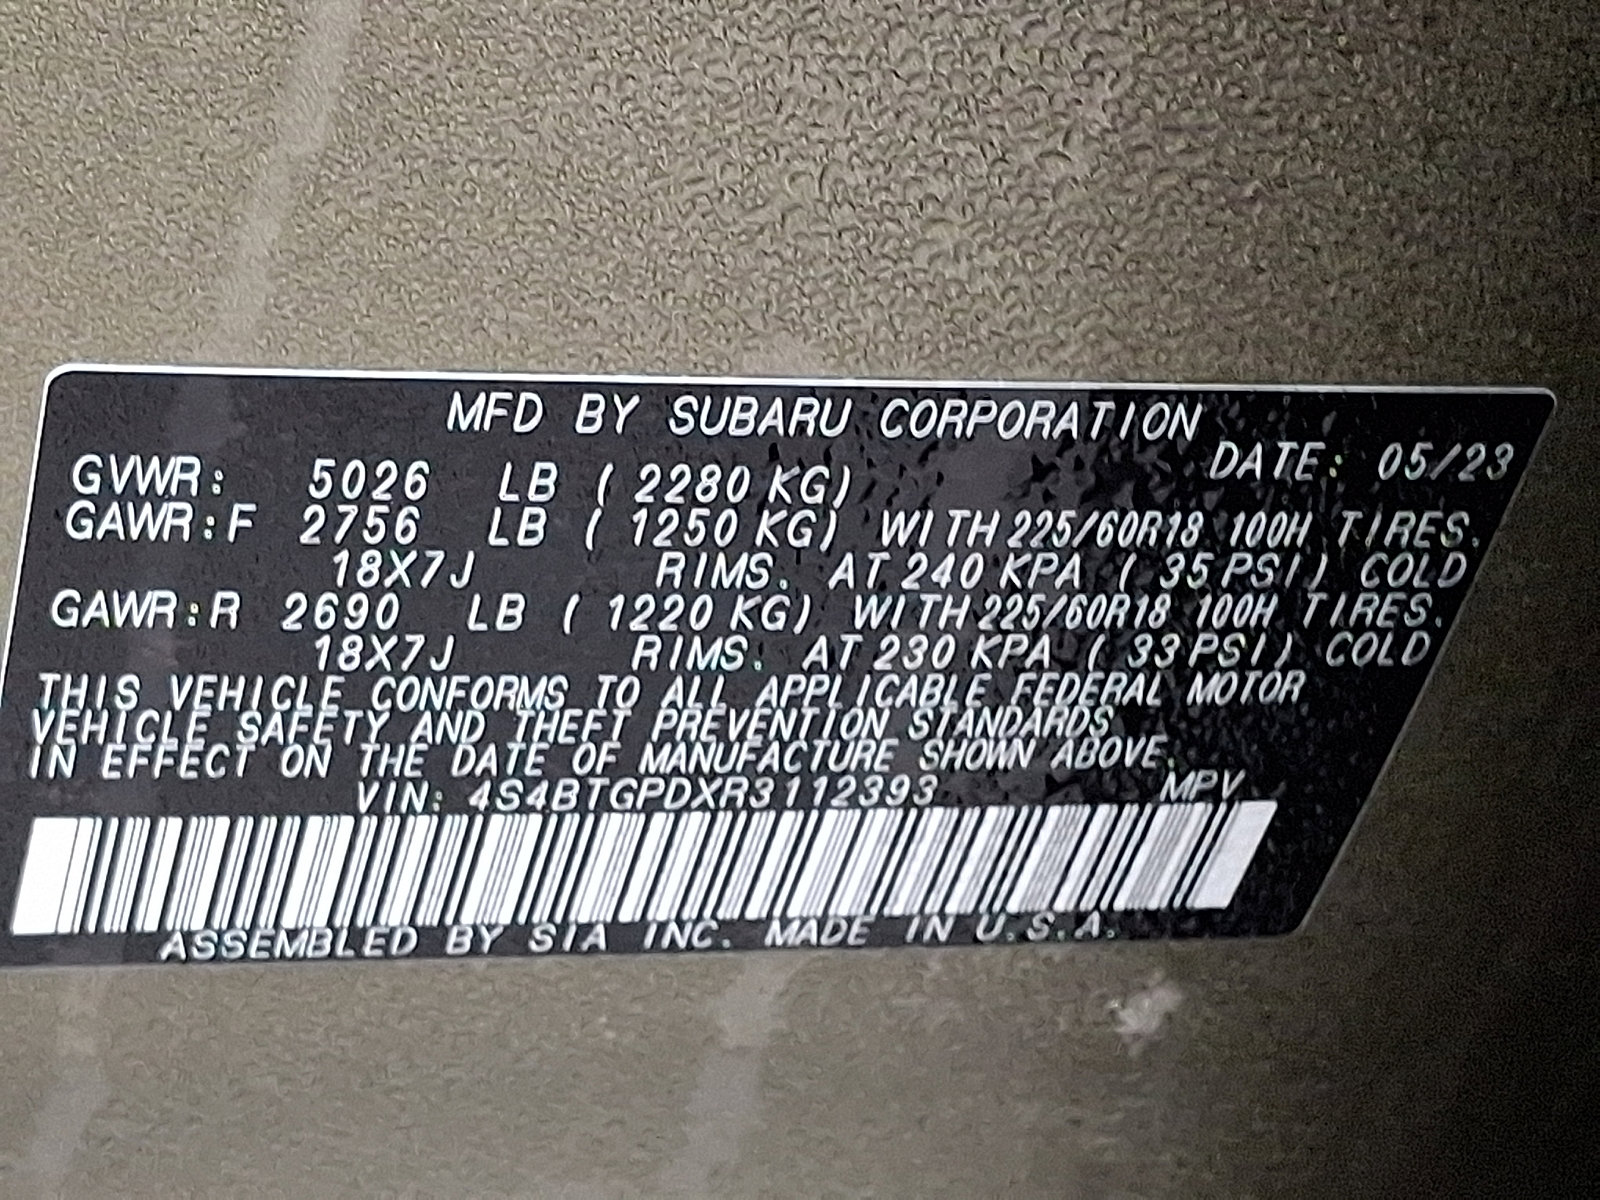 MFD BY SUBARU CORPORATION
DATE: 05/23
GVWR: 5026 LB ( 2280 KG)
GAWR:F 2756 LB ( 1250 KG) WITH 225/60R18 100H TIRES.
18X7J RIMS. AT 240 KPA ( 35 PSI) COLD
GAWR:R 2690 LB ( 1220 KG) WITH 225/60R18 100H TIRES.
18X7J RIMS. AT 230 KPA ( 33 PSI) COLD
THIS VEHICLE CONFORMS TO ALL APPLICABLE FEDERAL MOTOR
VEHICLE SAFETY AND THEFT PREVENTION STANDARDS
IN EFFECT ON THE DATE OF MANUFACTURE SHOWN ABOVE.
VIN: 4S4BTGPDXR3112393 MPV
ASSEMBLED BY SIA INC. MADE IN U.S.A.